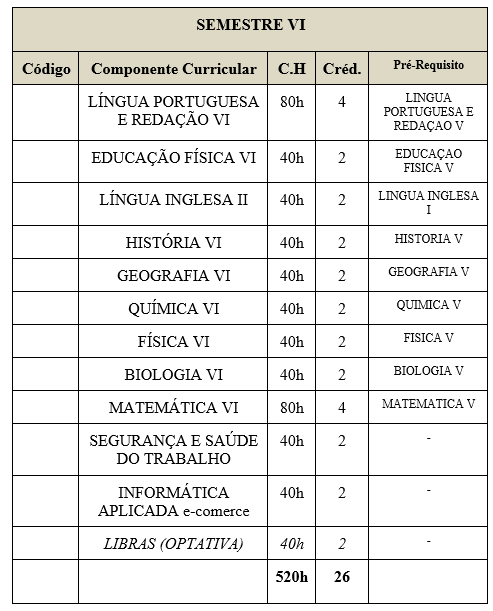 SEMESTRE VI
Código Componente Curricular C.H Créd. Pré-Requisito
LÍNGUA PORTUGUESA E REDAÇÃO VI 80h 4 LINGUA PORTUGUESA E REDAÇAO V
EDUCAÇÃO FÍSICA VI 40h 2 EDUCAÇAO FISICA V
LÍNGUA INGLESA II 40h 2 LINGUA INGLESA I
HISTÓRIA VI 40h 2 HISTORIA V
GEOGRAFIA VI 40h 2 GEOGRAFIA V
QUÍMICA VI 40h 2 QUIMICA V
FÍSICA VI 40h 2 FISICA V
BIOLOGIA VI 40h 2 BIOLOGIA V
MATEMÁTICA VI 80h 4 MATEMATICA V
SEGURANÇA E SAÚDE DO TRABALHO 40h 2 -
INFORMÁTICA APLICADA e-comerce 40h 2 -
LIBRAS (OPTATIVA) 40h 2 -
520h 26